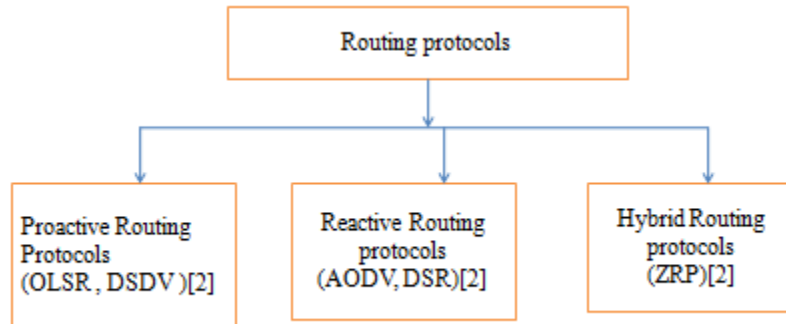 Routing protocols
Proactive Routing
Protocols
(OLSR , DSDV )[2]
Reactive Routing
protocols
(AODV, DSR)[2]
Hybrid Routing
protocols
(ZRP)[2]